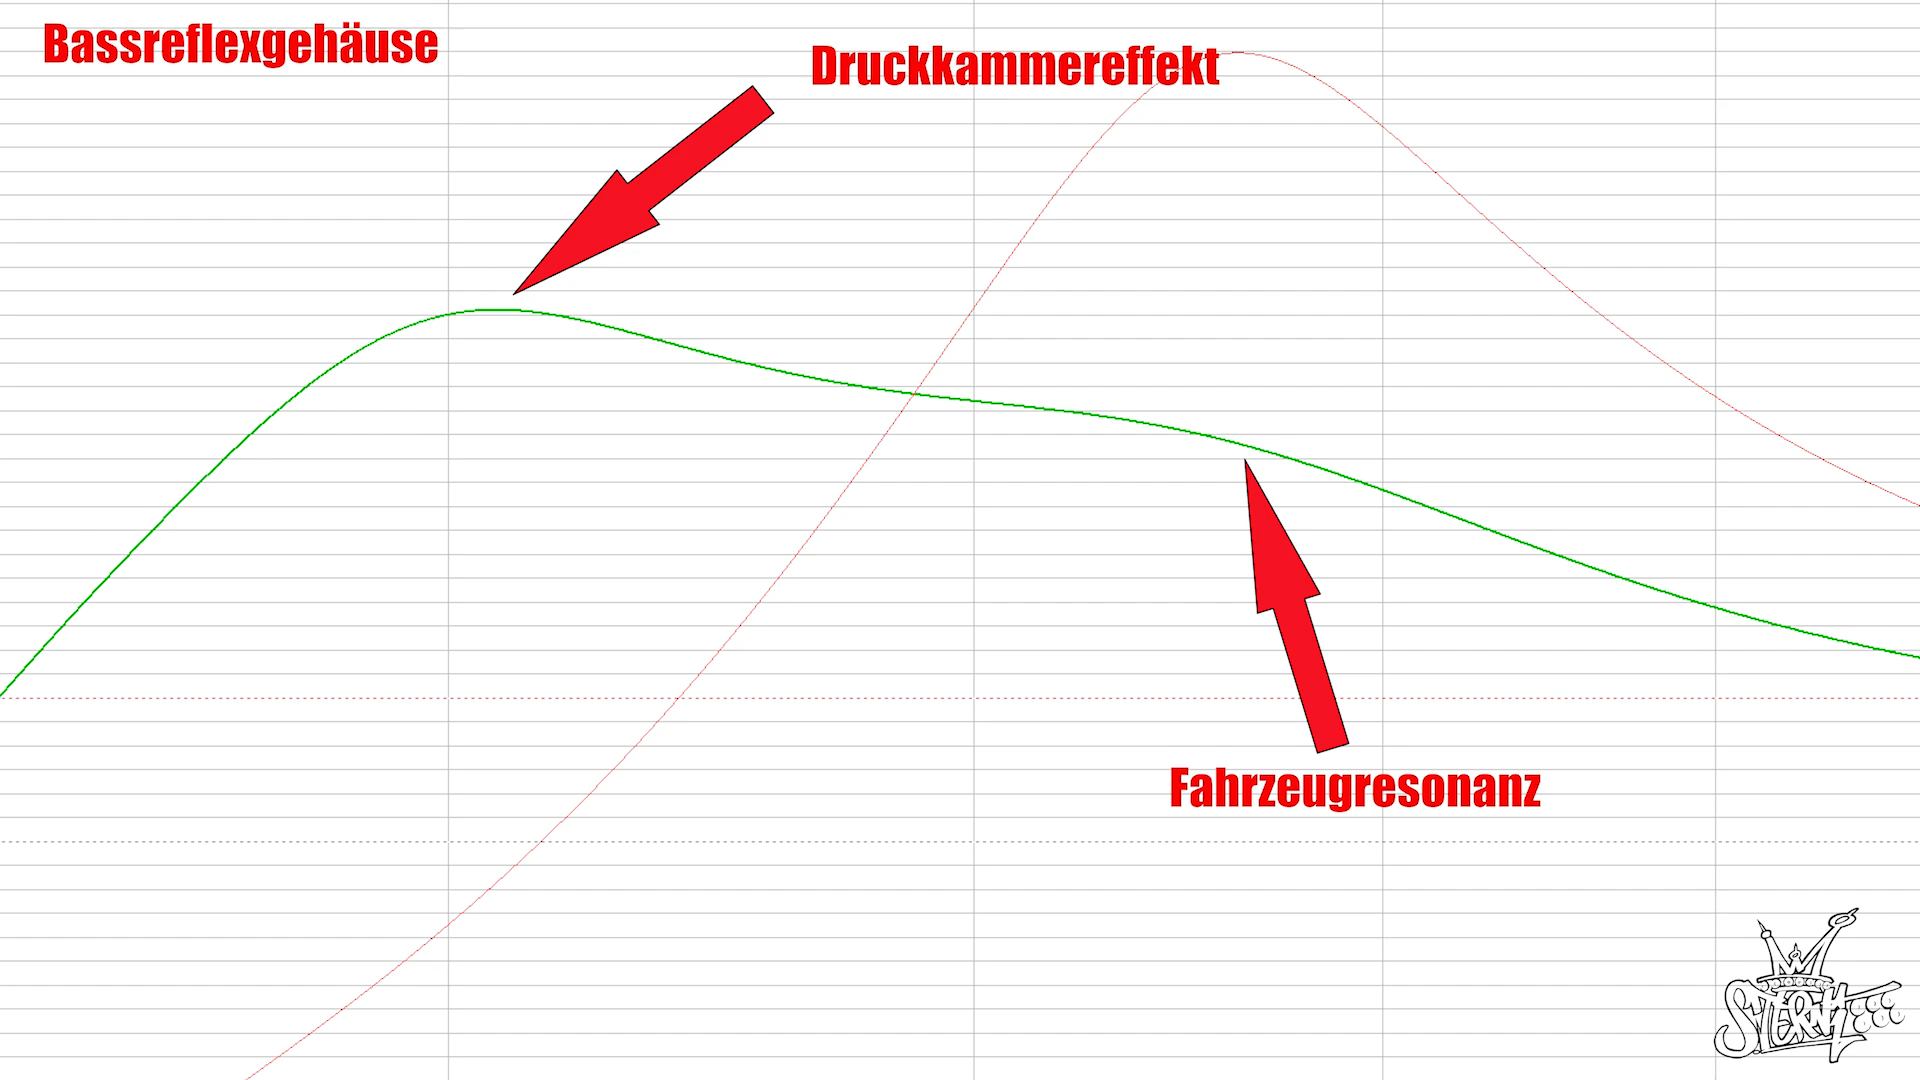 Bassreflexgehäuse
Druckkammereffekt
Fahrzeugresonanz